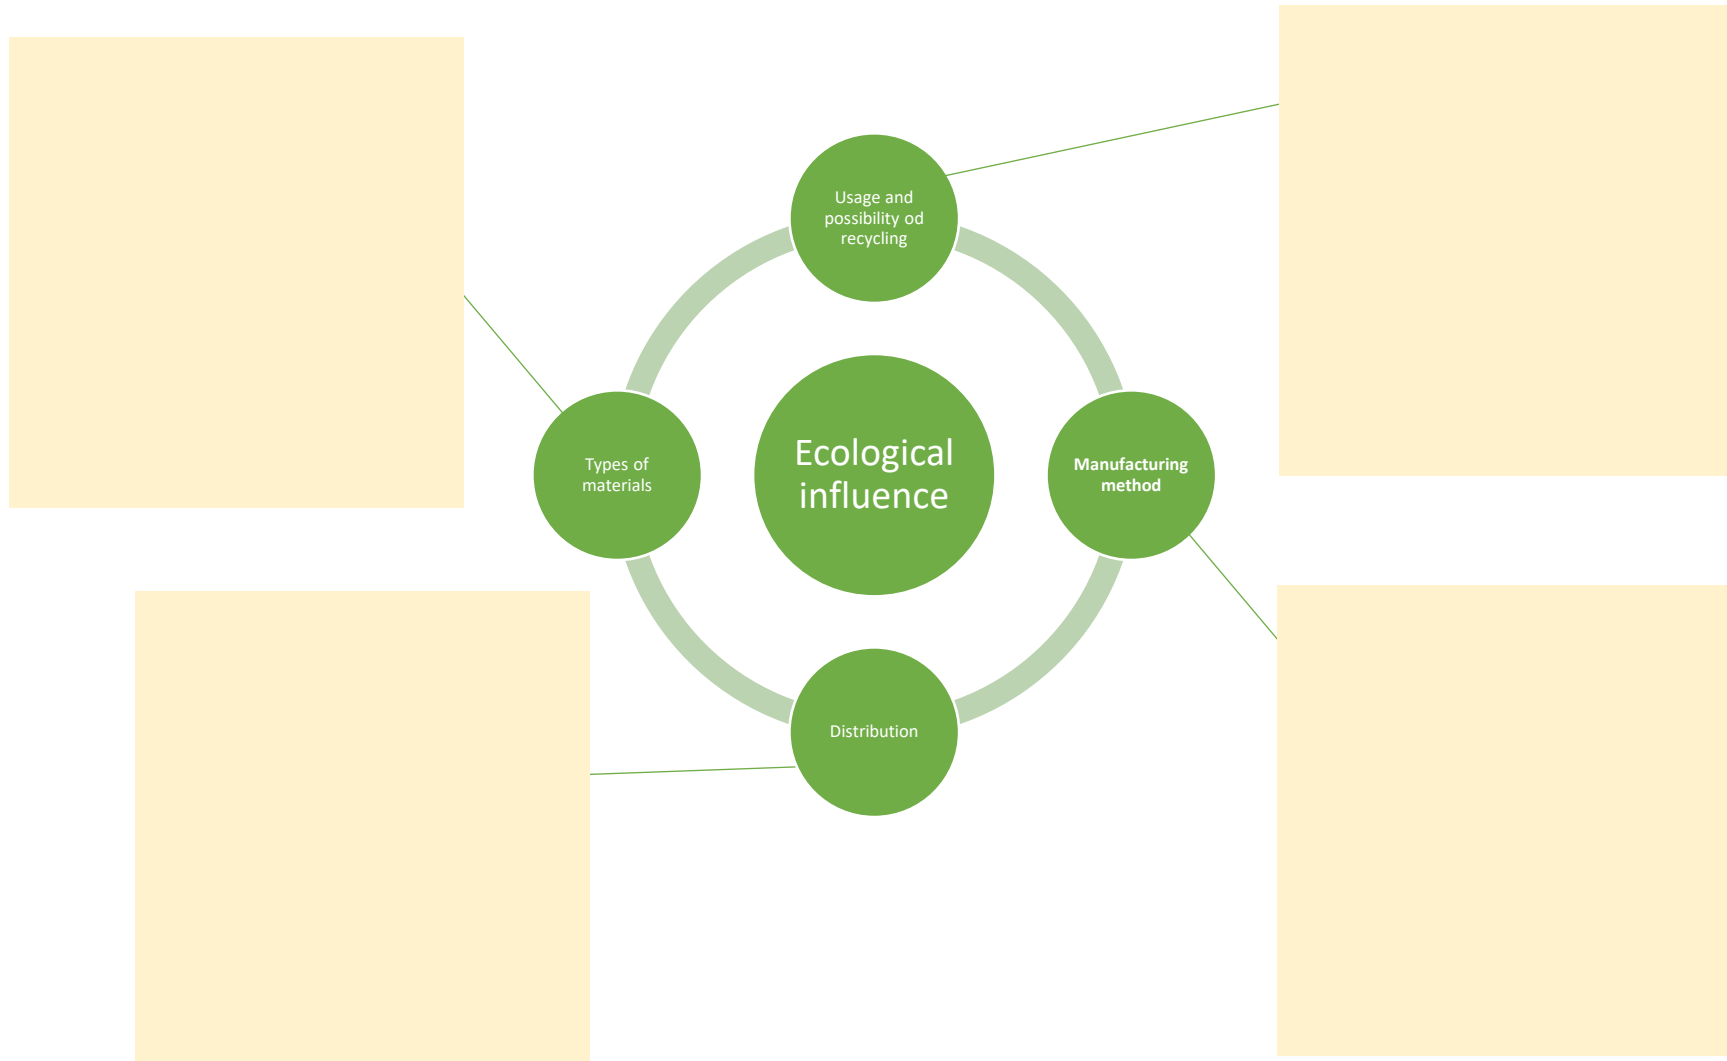 Usage and
possibility od
recycling
Types of
materials
Ecological
influence
Manufacturing
method
Distribution